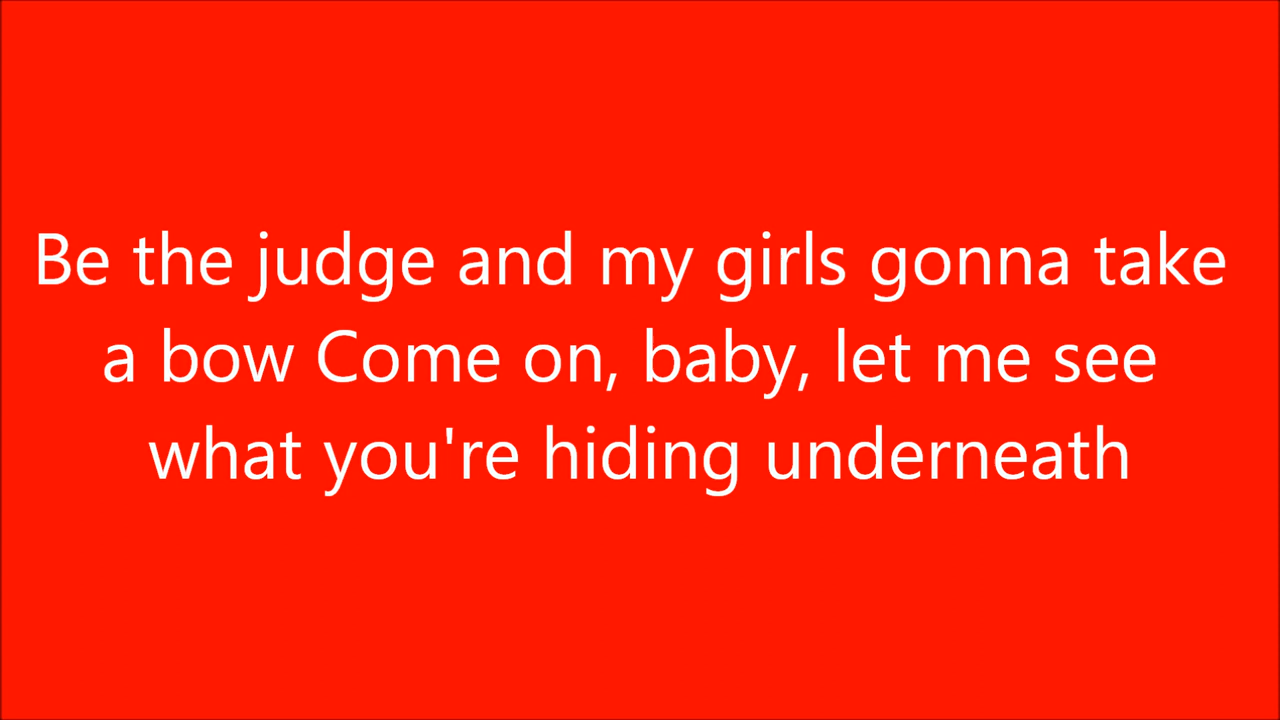 Be the judge and my girls gonna take
a bow Come on, baby, let me see
what you're hiding underneath